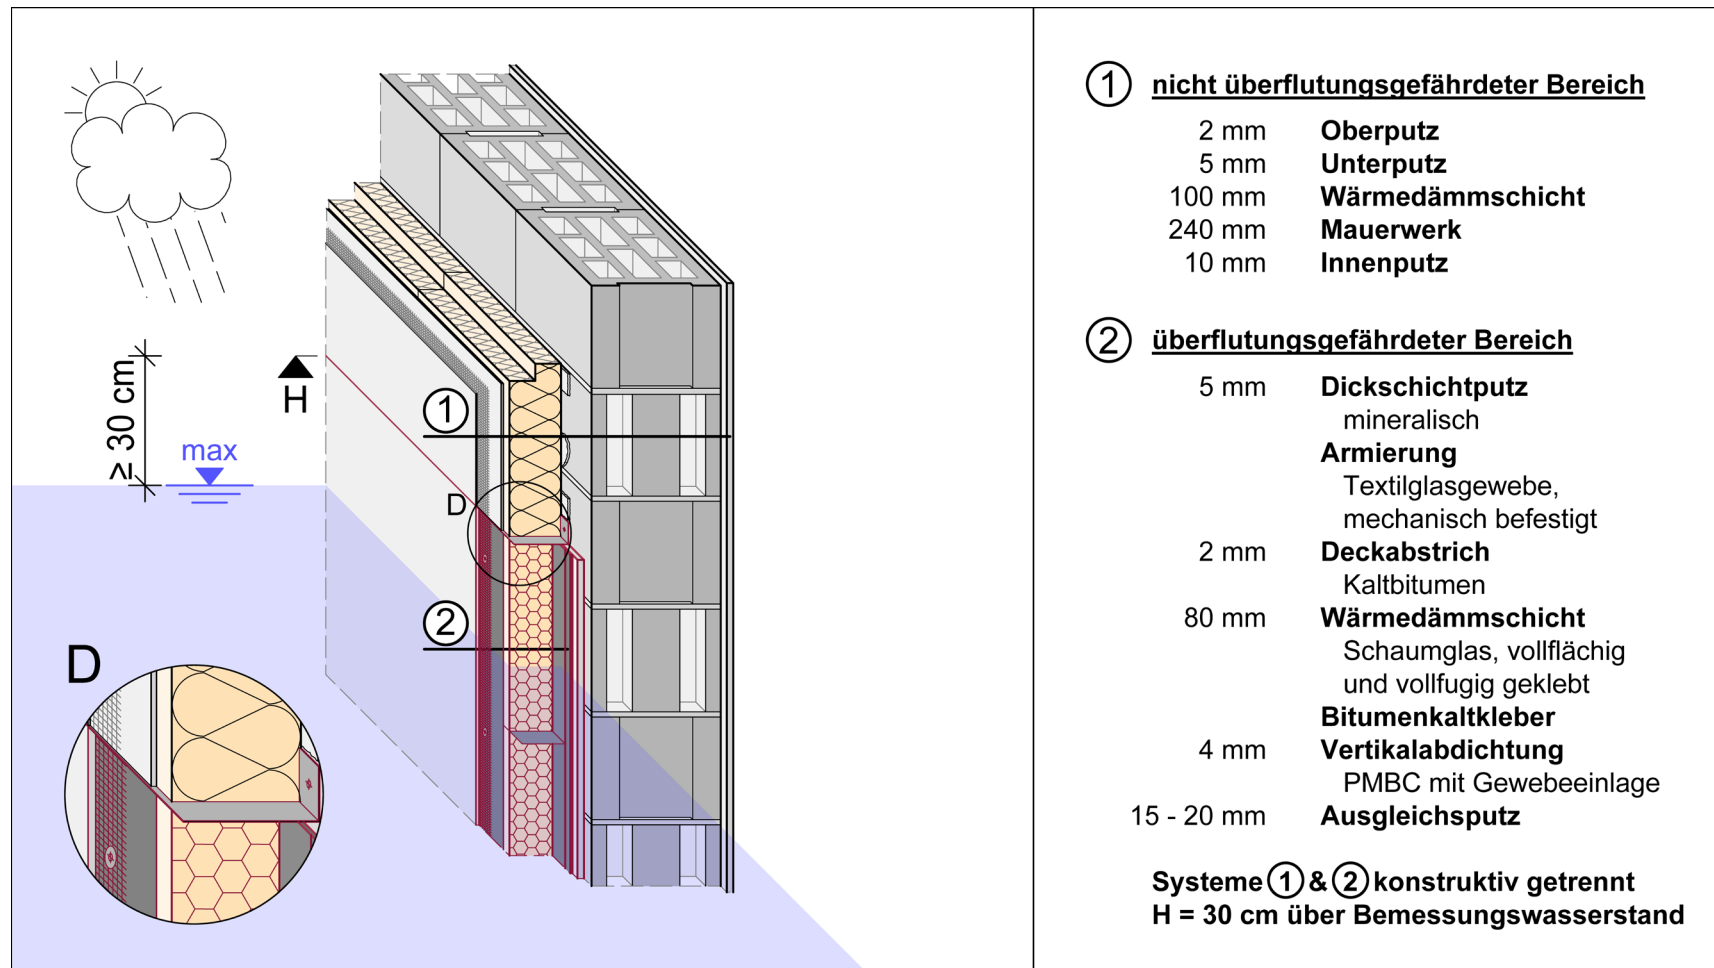 ≥ 30 cm
max
H
1
D
2
D
1 nicht überflutungsgefährdeter Bereich
2 mm Oberputz
5 mm Unterputz
100 mm Wärmedämmschicht
240 mm Mauerwerk
10 mm Innenputz
2 überflutungsgefährdeter Bereich
5 mm Dickschichtputz
mineralisch
Armierung
Textilglasgewebe,
mechanisch befestigt
2 mm Deckabstrich
Kaltbitumen
80 mm Wärmedämmschicht
Schaumglas, vollflächig
und vollfugig geklebt
Bitumenkaltkleber
4 mm Vertikalabdichtung
PMBC mit Gewebeeinlage
15 - 20 mm Ausgleichsputz
Systeme 1 & 2 konstruktiv getrennt
H = 30 cm über Bemessungswasserstand